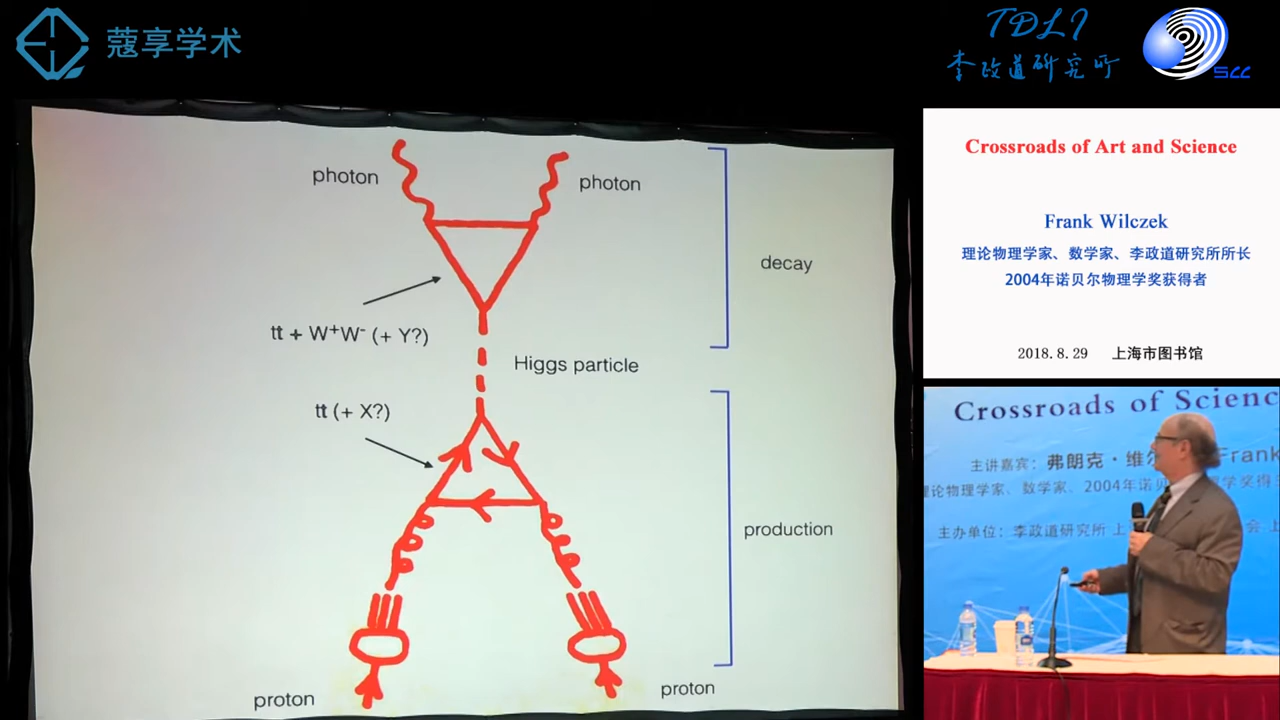 蔻享学术
TDLI
李政道研究所
SCC
photon
photon
decay
tt + W⁺W⁻ (+ Y?)
Higgs particle
tt (+ X?)
production
proton
proton
Crossroads of Art and Science
Frank Wilczek
理论物理学家、数学家、李政道研究所所长
2004年诺贝尔物理学奖获得者
2018.8.29 上海市图书馆
Crossroads of Scienc
主讲嘉宾：弗朗克·维 Frank
理论物理学家、数学家、2004年诺贝 学奖得
主办单位：李政道研究所 上 会 上